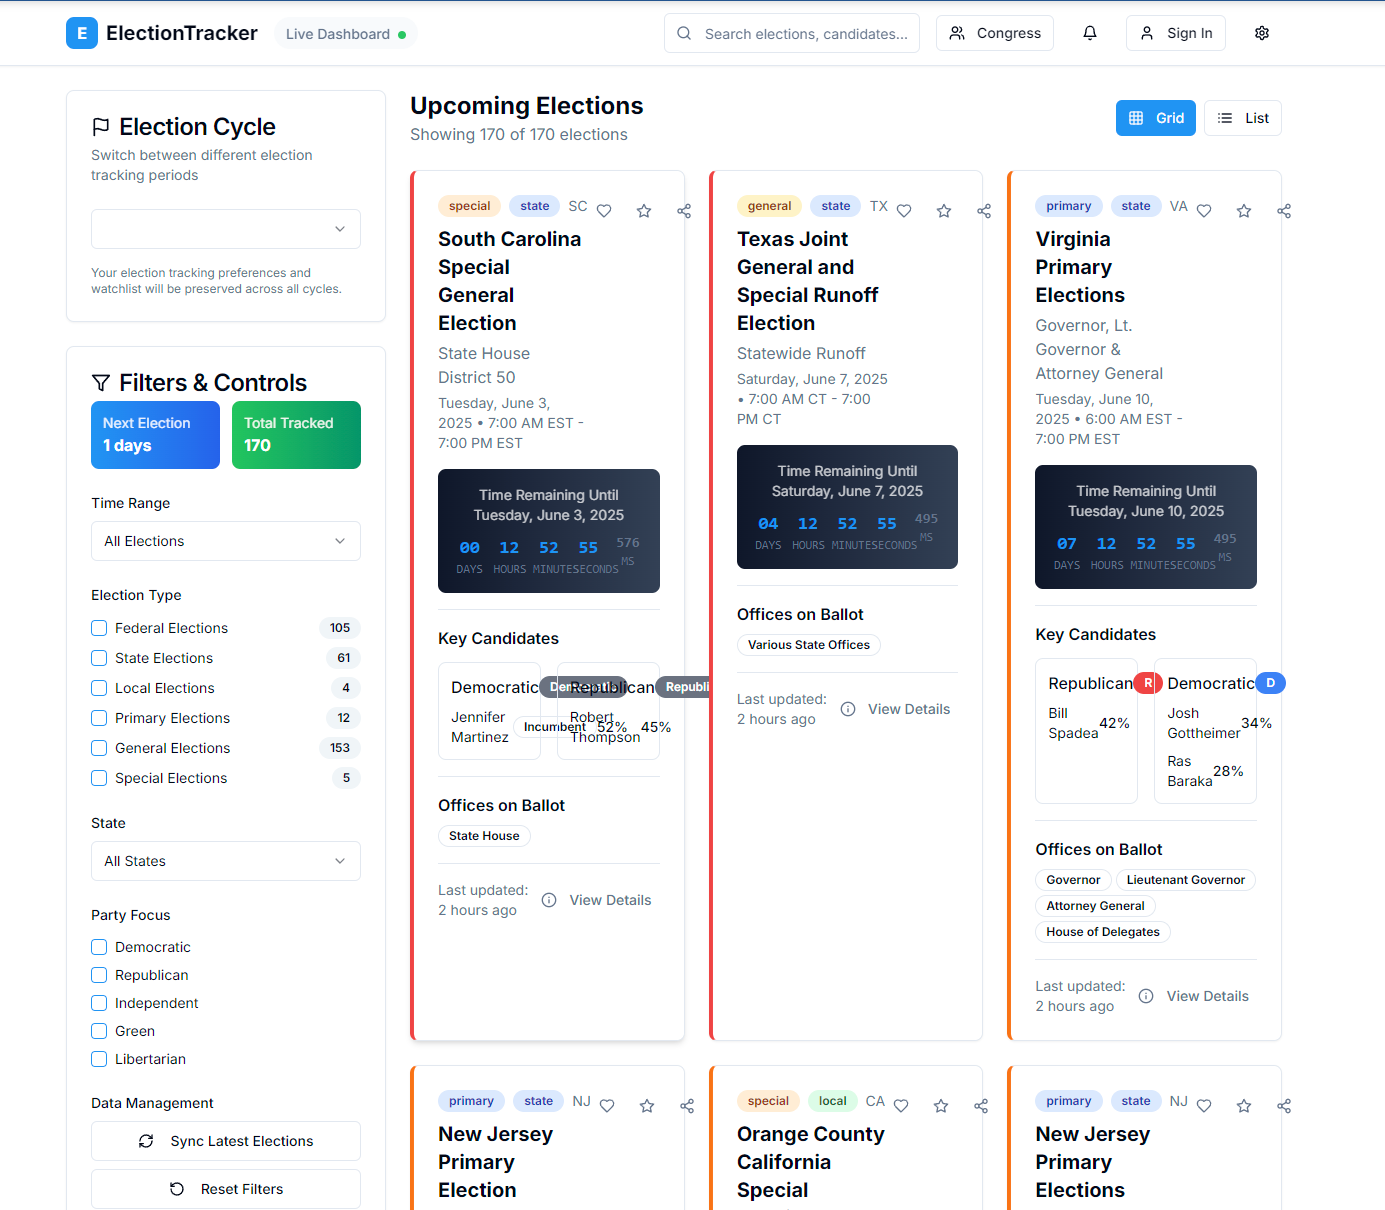 E ElectionTracker Live Dashboard
Search elections, candidates...
Congress
Sign In
Election Cycle
Switch between different election
tracking periods
Your election tracking preferences and
watchlist will be preserved across all cycles.
Filters & Controls
Next Election
1 days
Total Tracked
170
Time Range
All Elections
Election Type
Federal Elections 105
State Elections 61
Local Elections 4
Primary Elections 12
General Elections 153
Special Elections 5
State
All States
Party Focus
Democratic
Republican
Independent
Green
Libertarian
Data Management
Sync Latest Elections
Reset Filters
Upcoming Elections
Showing 170 of 170 elections
Grid
List
special state SC
South Carolina
Special
General
Election
State House
District 50
Tuesday, June 3,
2025 • 7:00 AM EST -
7:00 PM EST
Time Remaining Until
Tuesday, June 3, 2025
00 12 52 55 576
DAYS HOURS MINUTESECONDS MS
Key Candidates
Democratic
Jennifer
Martinez
Incumbent 52%
Republican Republi
Robert
Thompson
45%
Offices on Ballot
State House
Last updated:
2 hours ago
View Details
general state TX
Texas Joint
General and
Special Runoff
Election
Statewide Runoff
Saturday, June 7, 2025
• 7:00 AM CT - 7:00
PM CT
Time Remaining Until
Saturday, June 7, 2025
04 12 52 55 495
DAYS HOURS MINUTESECONDS MS
Offices on Ballot
Various State Offices
Last updated:
2 hours ago
View Details
primary state VA
Virginia
Primary
Elections
Governor, Lt.
Governor &
Attorney General
Tuesday, June 10,
2025 • 6:00 AM EST -
7:00 PM EST
Time Remaining Until
Tuesday, June 10, 2025
07 12 52 55 495
DAYS HOURS MINUTESECONDS MS
Key Candidates
Republican R
Bill
Spadea
42%
Democratic D
Josh
Gottheimer
34%
Ras
Baraka
28%
Offices on Ballot
Governor Lieutenant Governor
Attorney General
House of Delegates
Last updated:
2 hours ago
View Details
primary state NJ
New Jersey
Primary
Election
special local CA
Orange County
California
Special
primary state NJ
New Jersey
Primary
Elections